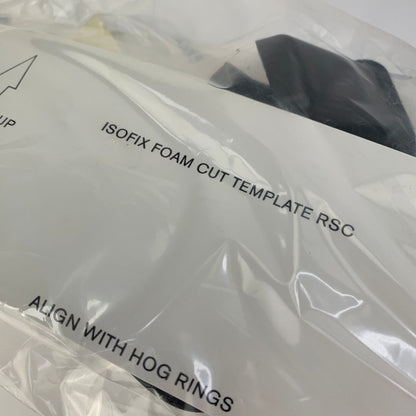 UP
ISOFIX FOAM CUT TEMPLATE RSC
ALIGN WITH HOG RINGS